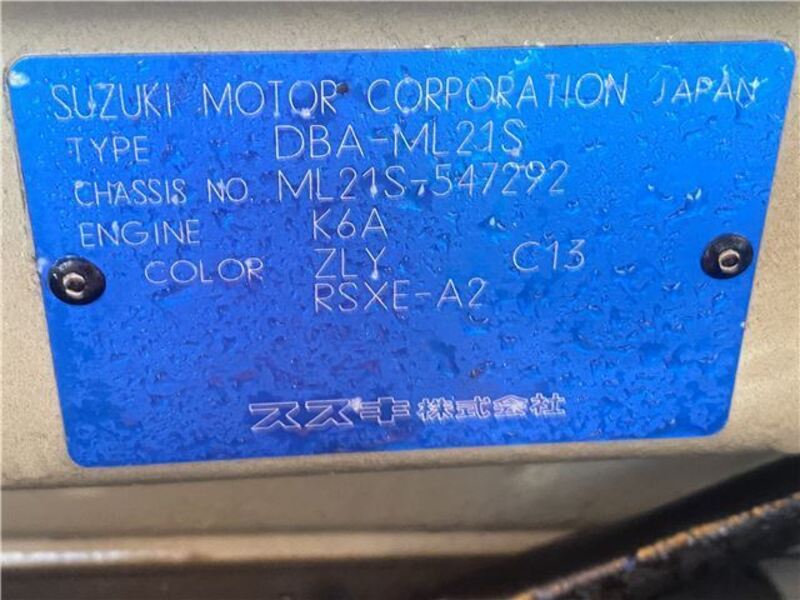 SUZUKI MOTOR CORPORATION JAPAN
TYPE DBA-ML21S
CHASSIS NO. ML21S-547292
ENGINE K6A
COLOR ZLY C13
RSXE-A2
スズキ株式会社